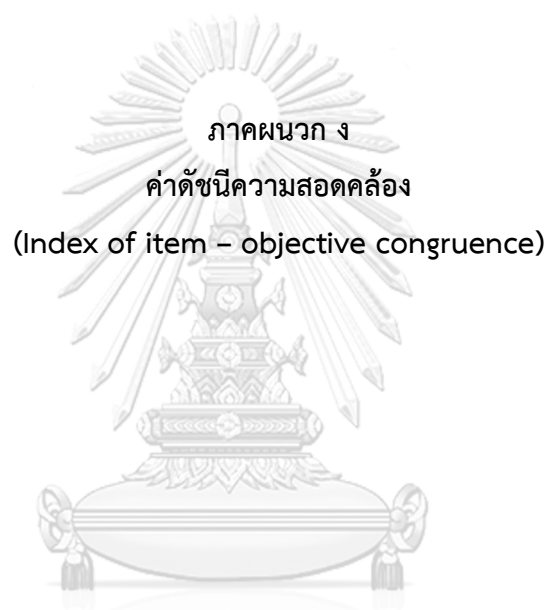 ภาคผนวก ง
ค่าดัชนีความสอดคล้อง
(Index of item – objective congruence)